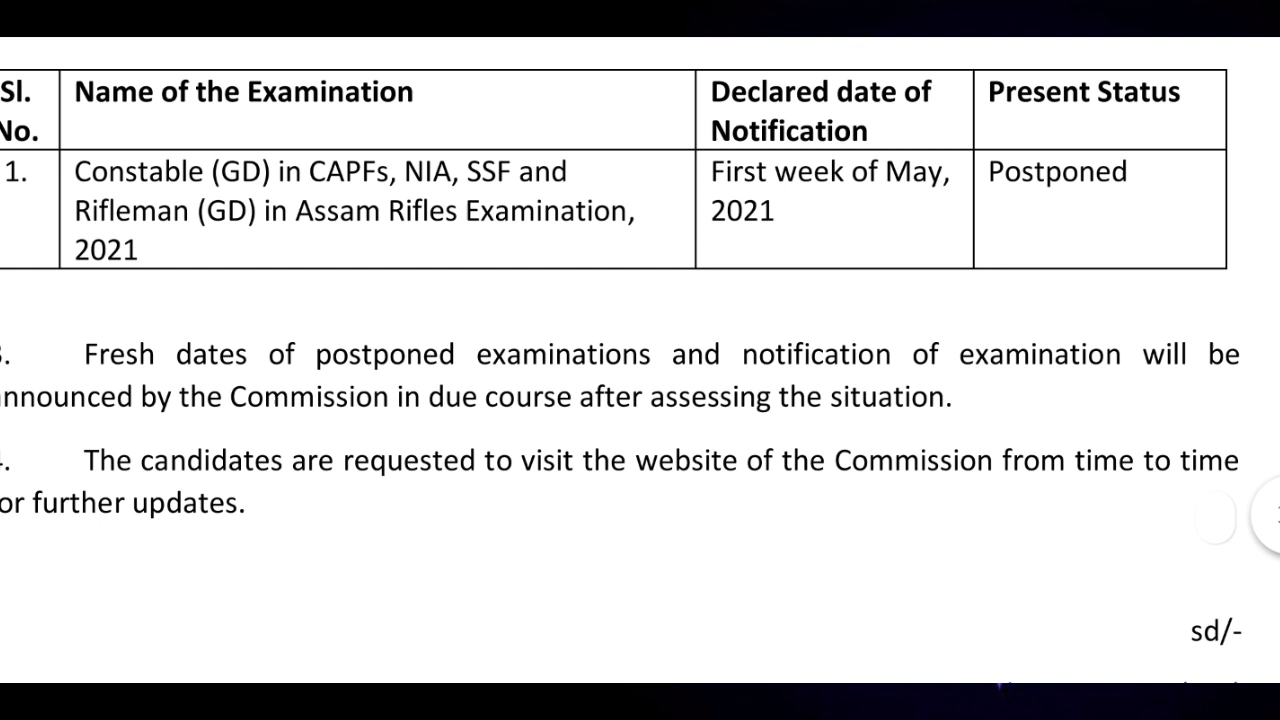 Sl. Name of the Examination Declared date of Present Status
No. Notification
1. Constable (GD) in CAPFs, NIA, SSF and First week of May, Postponed
Rifleman (GD) in Assam Rifles Examination, 2021
2021
Fresh dates of postponed examinations and notification of examination will be
announced by the Commission in due course after assessing the situation.
The candidates are requested to visit the website of the Commission from time to time
or further updates.
sd/-